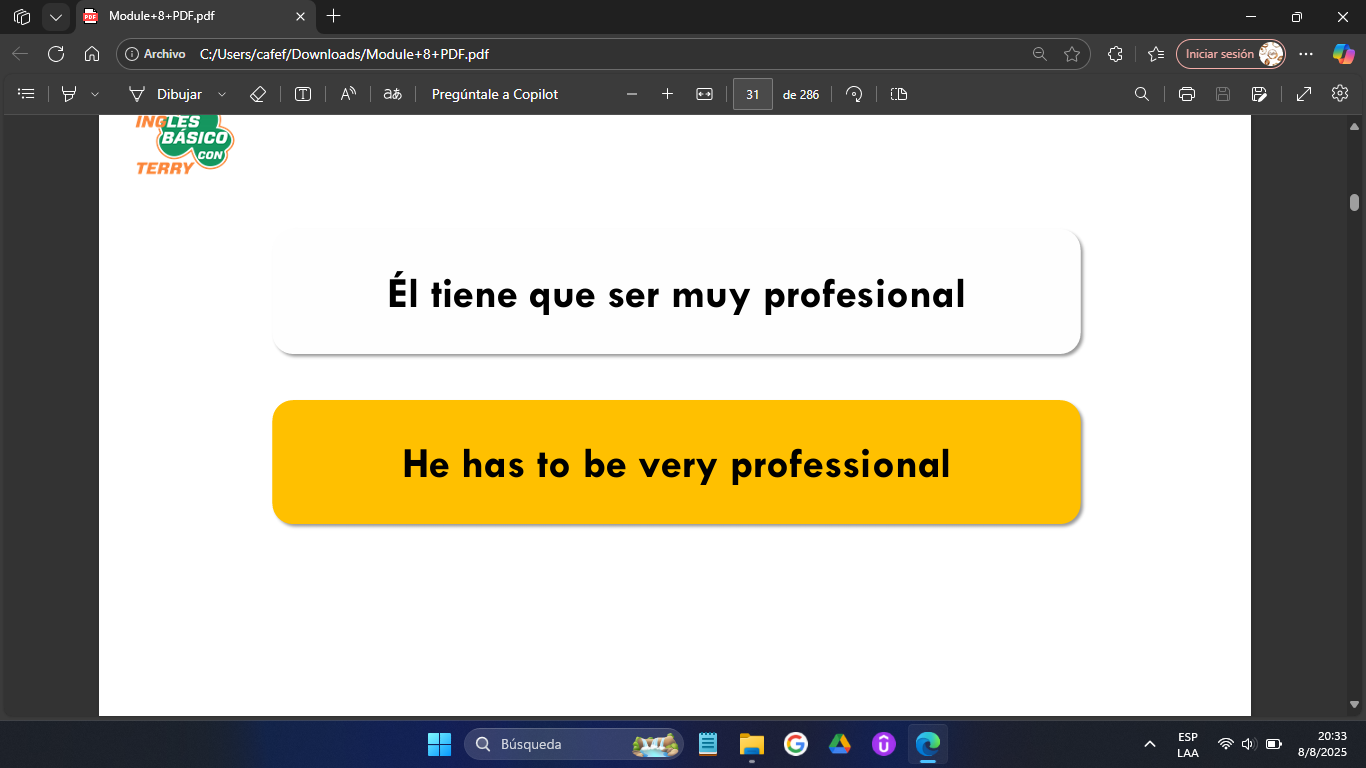 Module+8+PDF.pdf
Archivo C:/Users/cafef/Downloads/Module+8+PDF.pdf
Iniciar sesión
Dibujar
Pregúntale a Copilot
31 de 286
INGLES
BÁSICO
CON
TERRY
Él tiene que ser muy profesional
He has to be very professional
Búsqueda
ESP
LAA
20:33
8/8/2025